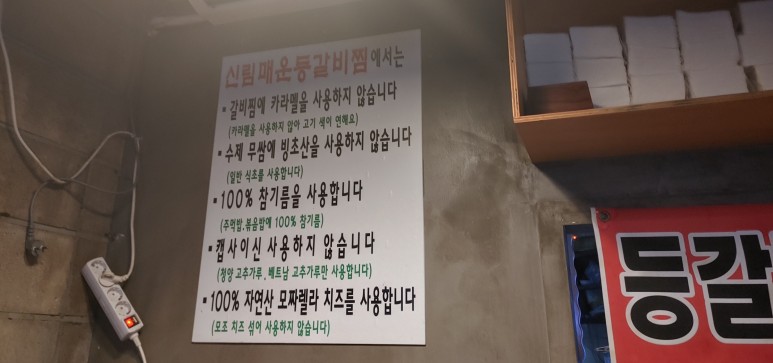 신림매운등갈비찜에서는
▪갈비찜에 카라멜을 사용하지 않습니다
(카라멜을 사용하지 않아 고기 색이 연해요)
▪수제 무쌈에 빙초산을 사용하지 않습니다
(일반 식초를 사용합니다)
▪100% 참기름을 사용합니다
(주먹밥,볶음밥에 100% 참기름)
▪캡사이신 사용하지 않습니다
(청양 고추가루, 베트남 고추가루만 사용합니다)
▪100% 자연산 모짜렐라 치즈를 사용합니다
(모조 치즈 섞어 사용하지 않습니다)
등갈